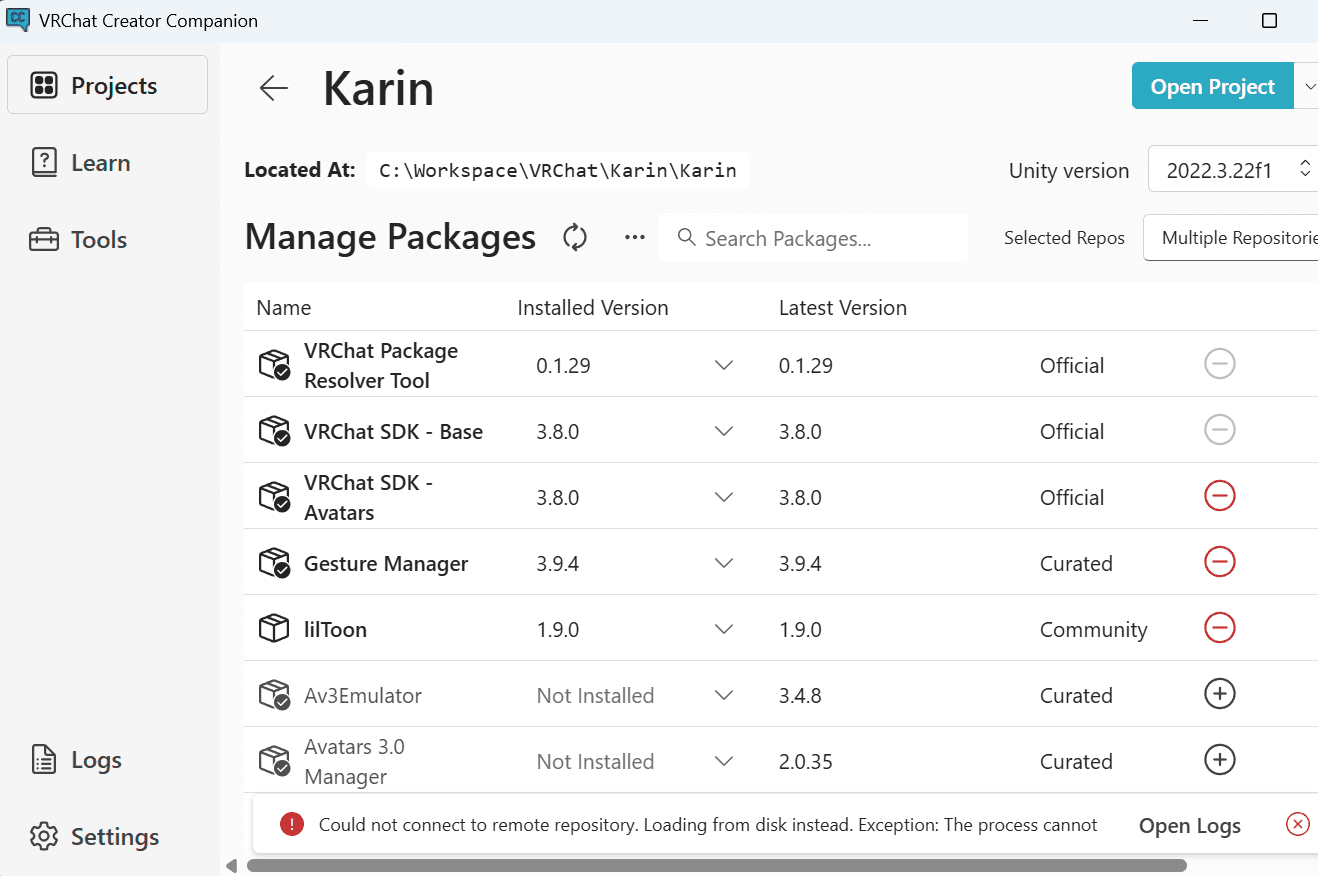 VRChat Creator Companion
Projects
Learn
Tools
Logs
Settings
Karin
Open Project
Located At: C:\Workspace\VRChat\Karin\Karin
Unity version 2022.3.22f1
Manage Packages
Search Packages...
Selected Repos
Multiple Repositorie
Name Installed Version Latest Version
VRChat Package
Resolver Tool
0.1.29 0.1.29 Official
VRChat SDK - Base 3.8.0 3.8.0 Official
VRChat SDK -
Avatars
3.8.0 3.8.0 Official
Gesture Manager 3.9.4 3.9.4 Curated
lilToon 1.9.0 1.9.0 Community
Av3Emulator Not Installed 3.4.8 Curated
Avatars 3.0
Manager
Not Installed 2.0.35 Curated
Could not connect to remote repository. Loading from disk instead. Exception: The process cannot
Open Logs